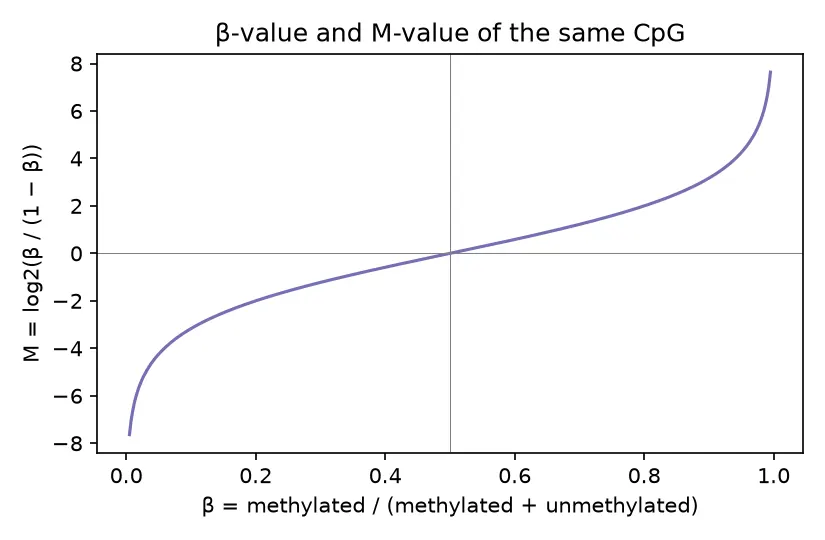 β-value and M-value of the same CpG
M = log2(β / (1 − β))
8
6
4
2
0
−2
−4
−6
−8
0.0 0.2 0.4 0.6 0.8 1.0
β = methylated / (methylated + unmethylated)